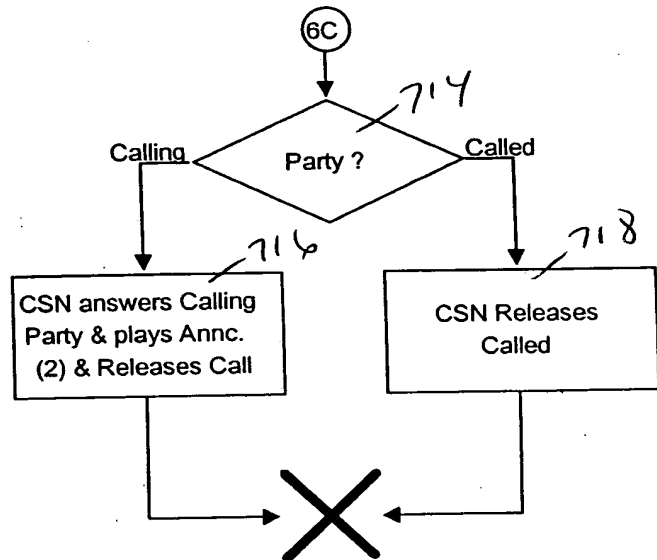 6C
714
Calling
Party ?
Called
716
718
CSN answers Calling
Party & plays Annc.
(2) & Releases Call
CSN Releases
Called